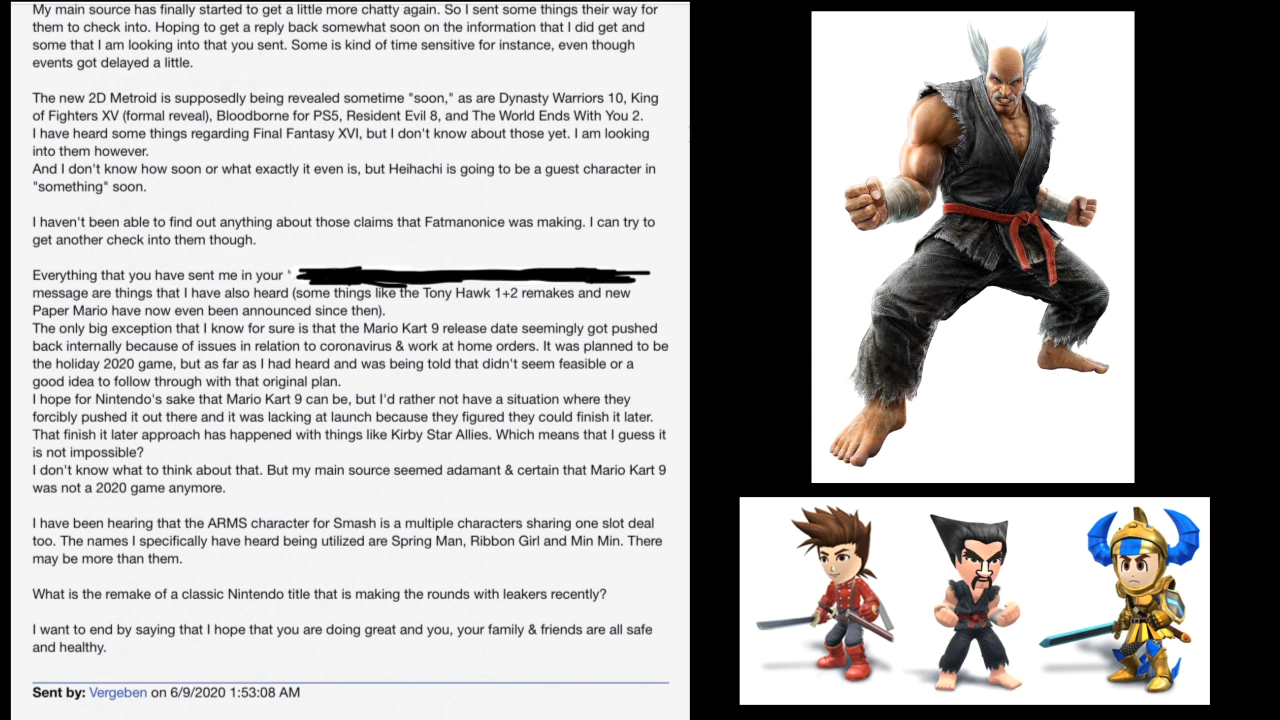 My main source has finally started to get a little more chatty again. So I sent some things their way for
them to check into. Hoping to get a reply back somewhat soon on the information that I did get and
some that I am looking into that you sent. Some is kind of time sensitive for instance, even though
events got delayed a little.
The new 2D Metroid is supposedly being revealed sometime "soon," as are Dynasty Warriors 10, King
of Fighters XV (formal reveal), Bloodborne for PS5, Resident Evil 8, and The World Ends With You 2.
I have heard some things regarding Final Fantasy XVI, but I don't know about those yet. I am looking
into them however.
And I don't know how soon or what exactly it even is, but Heihachi is going to be a guest character in
"something" soon.
I haven't been able to find out anything about those claims that Fatmanonice was making. I can try to
get another check into them though.
Everything that you have sent me in your "
message are things that I have also heard (some things like the Tony Hawk 1+2 remakes and new
Paper Mario have now even been announced since then).
The only big exception that I know for sure is that the Mario Kart 9 release date seemingly got pushed
back internally because of issues in relation to coronavirus & work at home orders. It was planned to be
the holiday 2020 game, but as far as I had heard and was being told that didn't seem feasible or a
good idea to follow through with that original plan.
I hope for Nintendo's sake that Mario Kart 9 can be, but I'd rather not have a situation where they
forcibly pushed it out there and it was lacking at launch because they figured they could finish it later.
That finish it later approach has happened with things like Kirby Star Allies. Which means that I guess it
is not impossible?
I don't know what to think about that. But my main source seemed adamant & certain that Mario Kart 9
was not a 2020 game anymore.
I have been hearing that the ARMS character for Smash is a multiple characters sharing one slot deal
too. The names I specifically have heard being utilized are Spring Man, Ribbon Girl and Min Min. There
may be more than them.
What is the remake of a classic Nintendo title that is making the rounds with leakers recently?
I want to end by saying that I hope that you are doing great and you, your family & friends are all safe
and healthy.
Sent by: Vergeben on 6/9/2020 1:53:08 AM